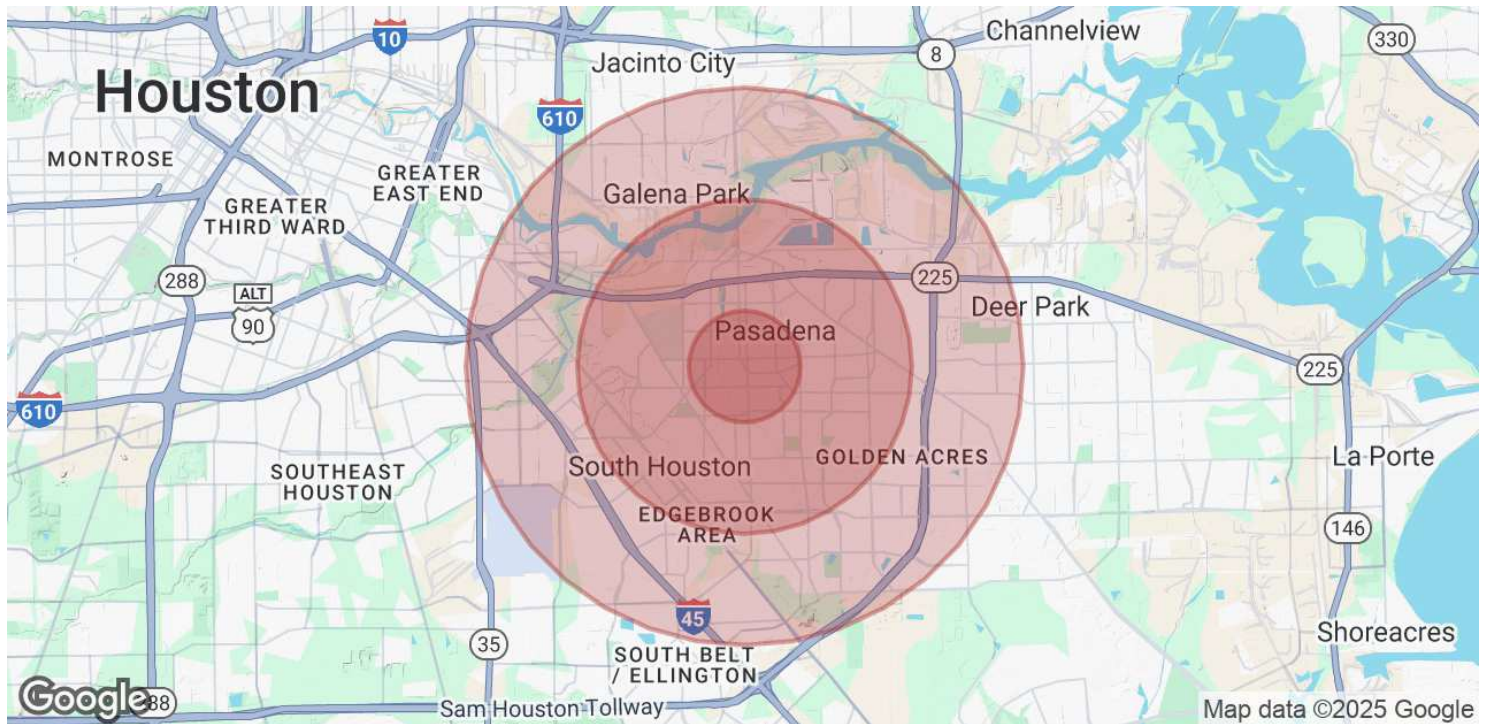 10
Channelview
330
8
Jacinto City
Houston
610
MONTROSE
GREATER
EAST END
Galena Park
GREATER
THIRD WARD
288
225
ALT
90
Deer Park
Pasadena
225
610
SOUTH HOUSTON
GOLDEN ACRES
La Porte
SOUTHEAST
HOUSTON
EDGEBROOK
AREA
146
45
35
Shoreacres
SOUTH BELT
/ ELLINGTON
Google
88
Sam Houston Tollway
Map data ©2025 Google